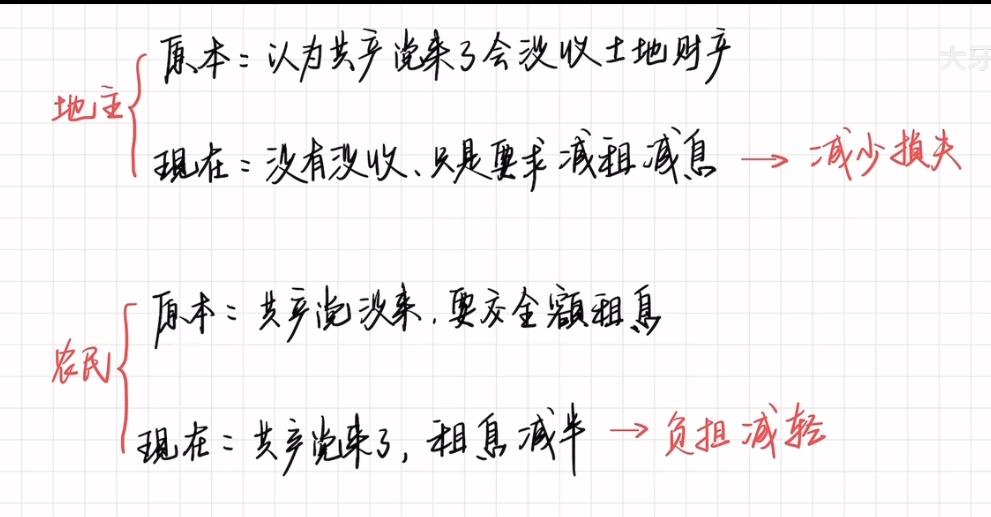 大牙
原本：认为共产党来了会没收土地财产
地主
现在：没有没收、只是要求减租减息 → 减少损失
原本：共产党没来，要交全额租息
农民
现在：共产党来了，租息减半 → 负担减轻